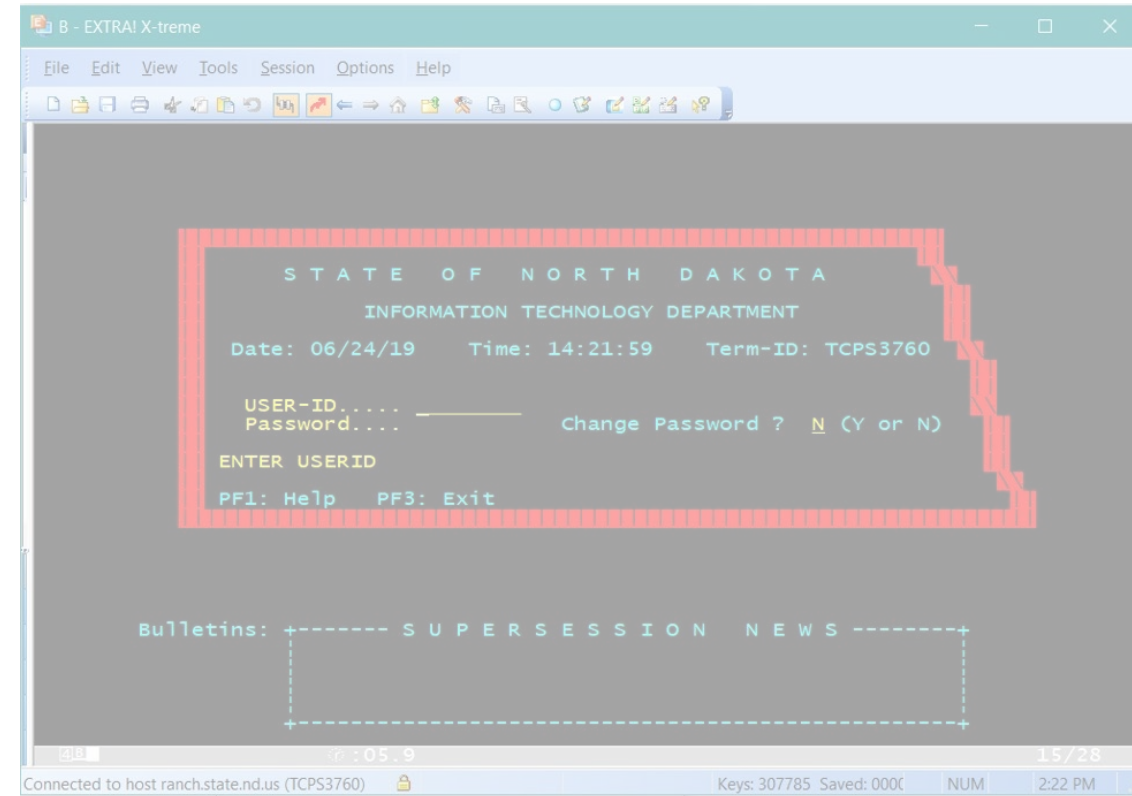 B - EXTRA! X-treme
File Edit View Tools Session Options Help
S T A T E O F N O R T H D A K O T A
INFORMATION TECHNOLOGY DEPARTMENT
Date: 06/24/19 Time: 14:21:59 Term-ID: TCPS3760
USER-ID..... _________
Password.... Change Password ? N (Y or N)
ENTER USERID
PF1: Help PF3: Exit
Bulletins: +------- S U P E R S E S S I O N N E W S --------+
4B :05.9 15/28
Connected to host ranch.state.nd.us (TCPS3760) Keys: 307785 Saved: NUM 2:22 PM